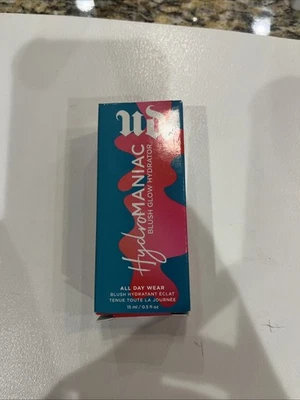 UD
HydroMANIAC
BLUSH GLOW HYDRATOR
ALL DAY WEAR
BLUSH HYDRATANT ÉCLAT
TENUE TOUTE LA JOURNÉE
15 ml / 0.5 fl oz